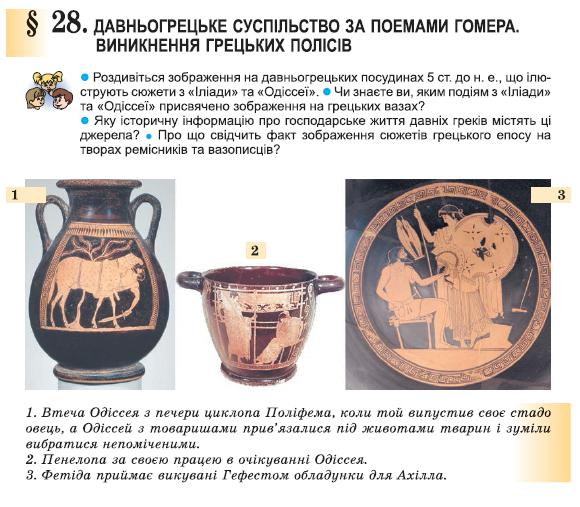 § 28. ДАВНЬОГРЕЦЬКЕ СУСПІЛЬСТВО ЗА ПОЕМАМИ ГОМЕРА.
ВИНИКНЕННЯ ГРЕЦЬКИХ ПОЛІСІВ
● Роздивіться зображення на давньогрецьких посудинах 5 ст. до н. е., що ілю-
струють сюжети з «Іліади» та «Одіссеї». ● Чи знаєте ви, яким подіям з «Іліади»
та «Одіссеї» присвячено зображення на грецьких вазах?
● Яку історичну інформацію про господарське життя давніх греків містять ці
джерела? ● Про що свідчить факт зображення сюжетів грецького епосу на
творах ремісників та вазописців?
1
2
3
1. Втеча Одіссея з печери циклопа Поліфема, коли той випустив своє стадо
овець, а Одіссей з товаришами прив'язалися під животами тварин і зуміли
вибратися непоміченими.
2. Пенелопа за своєю працею в очікуванні Одіссея.
3. Фетіда приймає викувані Гефестом обладунки для Ахілла.